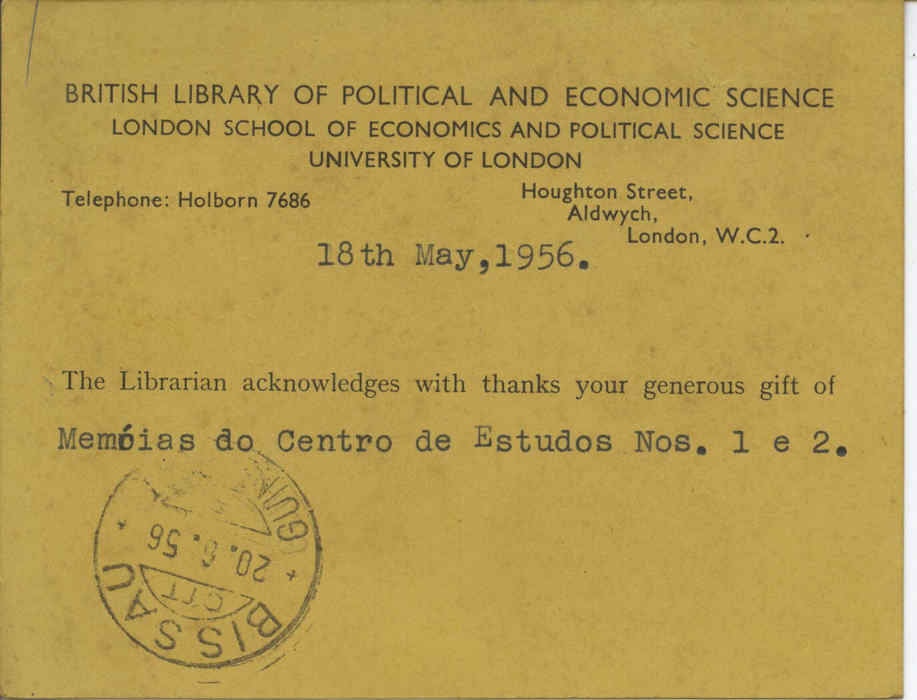 BRITISH LIBRARY OF POLITICAL AND ECONOMIC SCIENCE
LONDON SCHOOL OF ECONOMICS AND POLITICAL SCIENCE
UNIVERSITY OF LONDON
Telephone: Holborn 7686
Houghton Street,
Aldwych,
London, W.C.2.
18th May,1956.
The Librarian acknowledges with thanks your generous gift of
Memóias do Centro de Estudos Nos. 1 e 2.
20.6.56
CTT
BISSAU